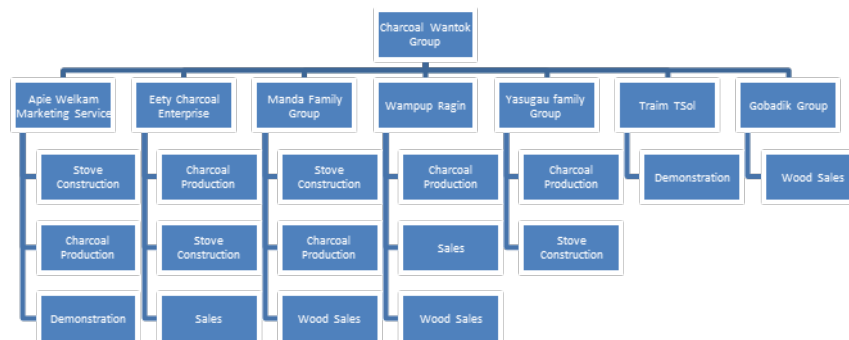 Charcoal Wantok
Group
Apie Welkam
Marketing Service
Eety Charcoal
Enterprise
Manda Family
Group
Wampup Ragin
Yasugau family
Group
Traim TSol
Gobadik Group
Stove
Construction
Charcoal
Production
Stove
Construction
Charcoal
Production
Charcoal
Production
Demonstration
Wood Sales
Charcoal
Production
Stove
Construction
Charcoal
Production
Sales
Stove
Construction
Demonstration
Sales
Wood Sales
Wood Sales